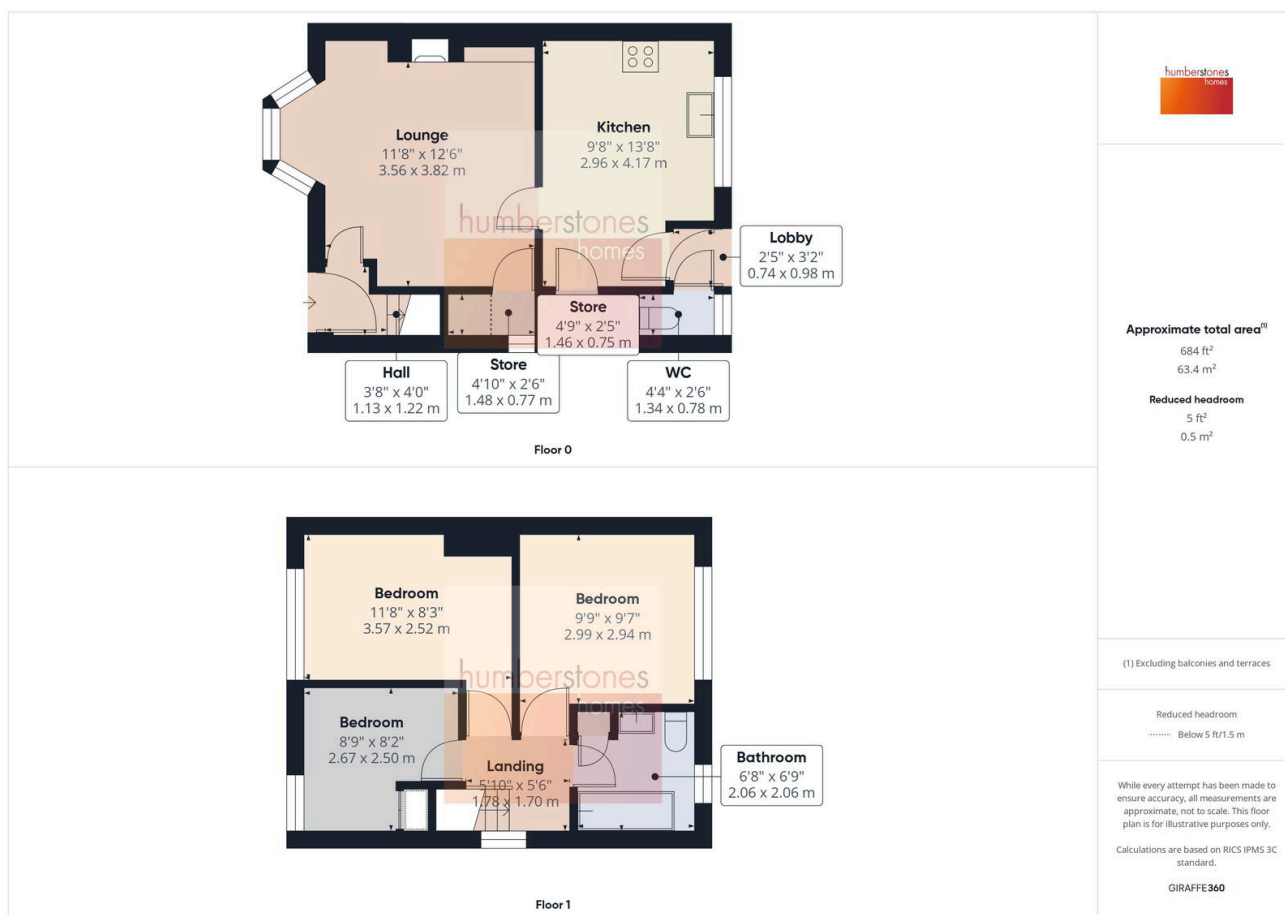 Lounge
11'8" x 12'6"
3.56 x 3.82 m
Kitchen
9'8" x 13'8"
2.96 x 4.17 m
humberstones
homes
Lobby
2'5" x 3'2"
0.74 x 0.98 m
Store
4'9" x 2'5"
1.46 x 0.75 m
Hall
3'8" x 4'0"
1.13 x 1.22 m
Store
4'10" x 2'6"
1.48 x 0.77 m
WC
4'4" x 2'6"
1.34 x 0.78 m
Floor 0
Bedroom
11'8" x 8'3"
3.57 x 2.52 m
Bedroom
9'9" x 9'7"
2.99 x 2.94 m
humberstones
homes
Bedroom
8'9" x 8'2"
2.67 x 2.50 m
Landing
5'10" x 5'6"
1.78 x 1.70 m
Bathroom
6'8" x 6'9"
2.06 x 2.06 m
Floor 1
humberstones
homes
Approximate total area(1)
684 ft²
63.4 m²
Reduced headroom
5 ft²
0.5 m²
(1) Excluding balconies and terraces
Reduced headroom
Below 5 ft/1.5 m
While every attempt has been made to
ensure accuracy, all measurements are
approximate, not to scale. This floor
plan is for illustrative purposes only.
Calculations are based on RICS IPMS 3C
standard.
GIRAFFE360